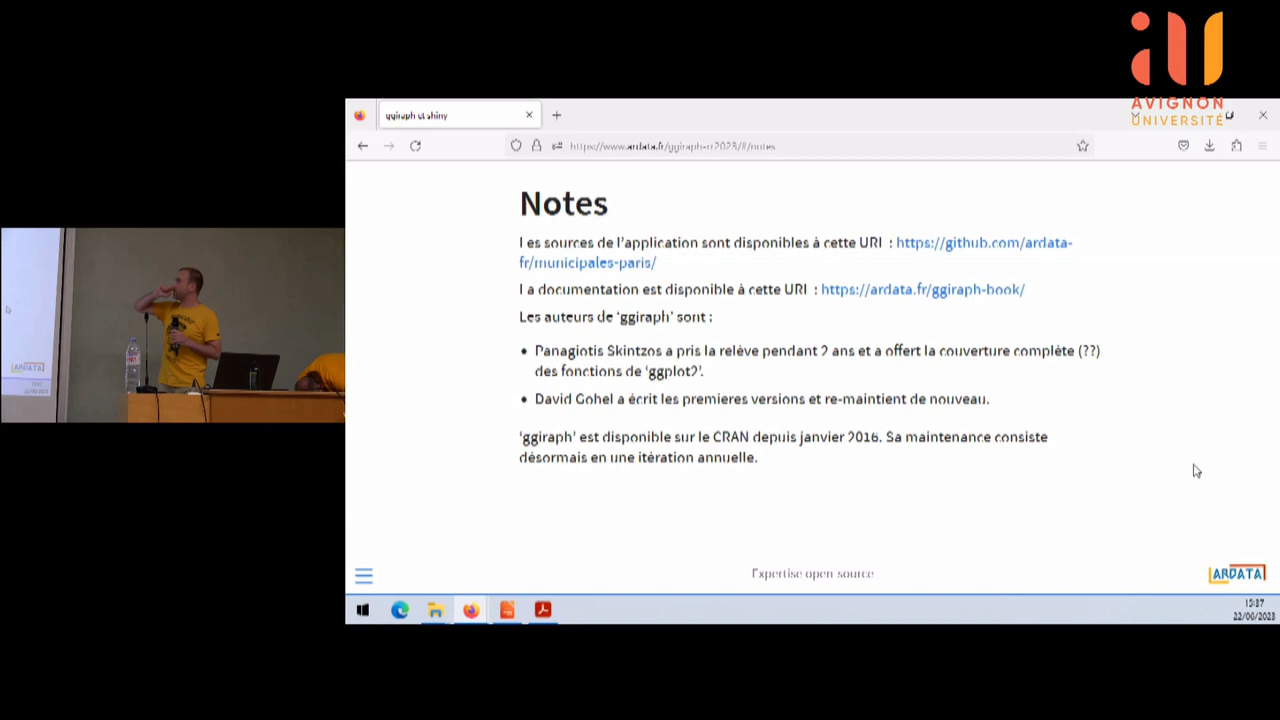 AVIGNON
UNIVERSITÉ
ggiraph et shiny
https://www.ardata.fr/ggiraph-rr2023/#/notes
Notes
Les sources de l'application sont disponibles à cette URL : https://github.com/ardata-
fr/municipales-paris/
La documentation est disponible à cette URL : https://ardata.fr/ggiraph-book/
Les auteurs de 'ggiraph' sont :
• Panagiotis Skintzos a pris la relève pendant 2 ans et a offert la couverture complète (??)
des fonctions de 'ggplot2'.
• David Gohel a écrit les premieres versions et re-maintient de nouveau.
'ggiraph' est disponible sur le CRAN depuis janvier 2016. Sa maintenance consiste
désormais en une itération annuelle.
Expertise open source
ARDATA
15:37
22/06/2023
ARDATA